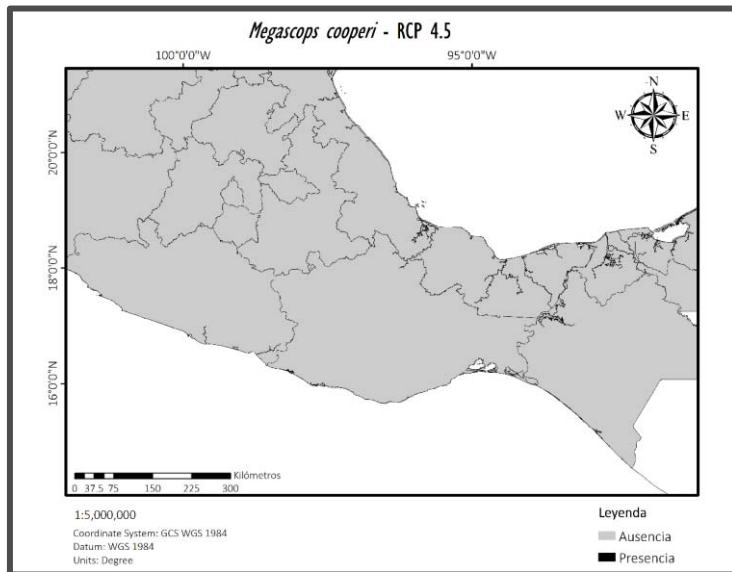 Megascops cooperi - RCP 4.5
100°0'0"W 95°0'0"W
N
W E
S
20°0'0"N
18°0'0"N
16°0'0"N
Kilómetros
0 37.5 75 150 225 300
1:5,000,000
Coordinate System: GCS WGS 1984
Datum: WGS 1984
Units: Degree
Leyenda
Ausencia
Presencia